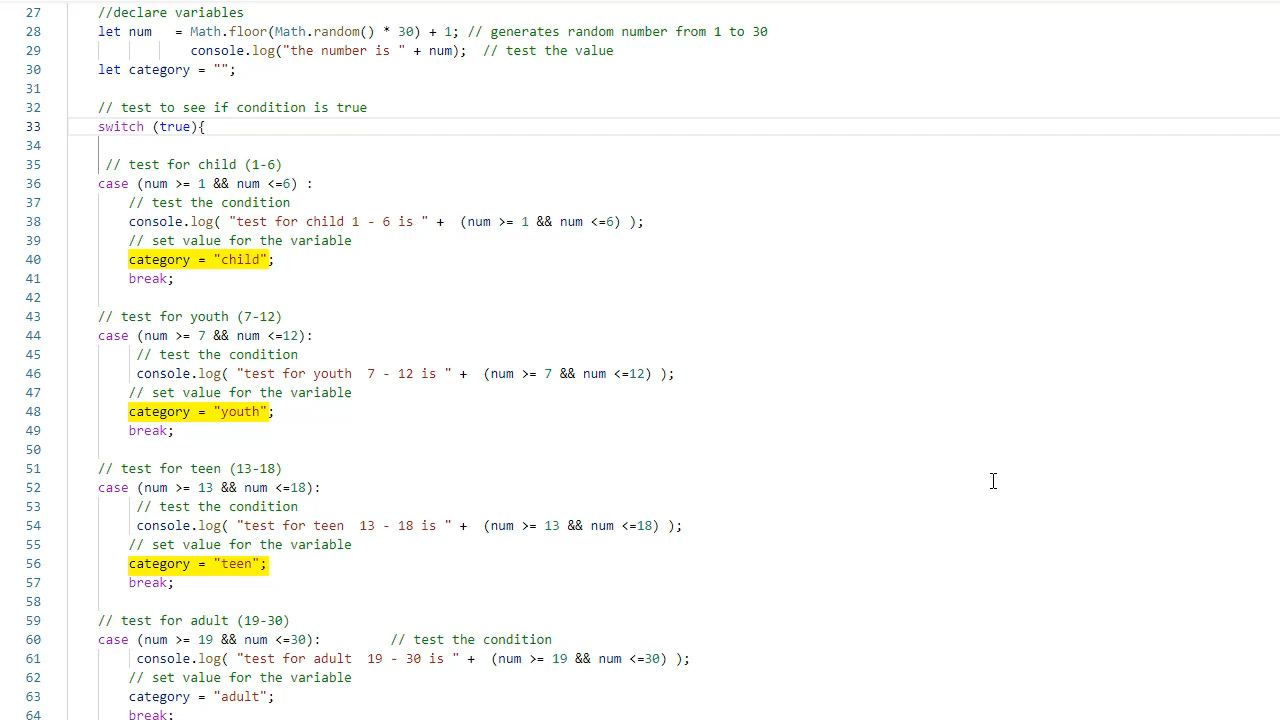 27 //declare variables
28 let num   = Math.floor(Math.random() * 30) + 1; // generates random number from 1 to 30
29             console.log("the number is " + num);  // test the value
30 let category = "";
31
32 // test to see if condition is true
33 switch (true){
34
35  // test for child (1-6)
36 case (num >= 1 && num <=6) :
37     // test the condition
38     console.log( "test for child 1 - 6 is " +  (num >= 1 && num <=6) );
39     // set value for the variable
40     category = "child";
41     break;
42
43 // test for youth (7-12)
44 case (num >= 7 && num <=12):
45      // test the condition
46      console.log( "test for youth  7 - 12 is " +  (num >= 7 && num <=12) );
47     // set value for the variable
48     category = "youth";
49     break;
50
51 // test for teen (13-18)
52 case (num >= 13 && num <=18):
53      // test the condition
54      console.log( "test for teen  13 - 18 is " +  (num >= 13 && num <=18) );
55     // set value for the variable
56     category = "teen";
57     break;
58
59 // test for adult (19-30)
60 case (num >= 19 && num <=30):         // test the condition
61      console.log( "test for adult  19 - 30 is " +  (num >= 19 && num <=30) );
62     // set value for the variable
63     category = "adult";
64     break;